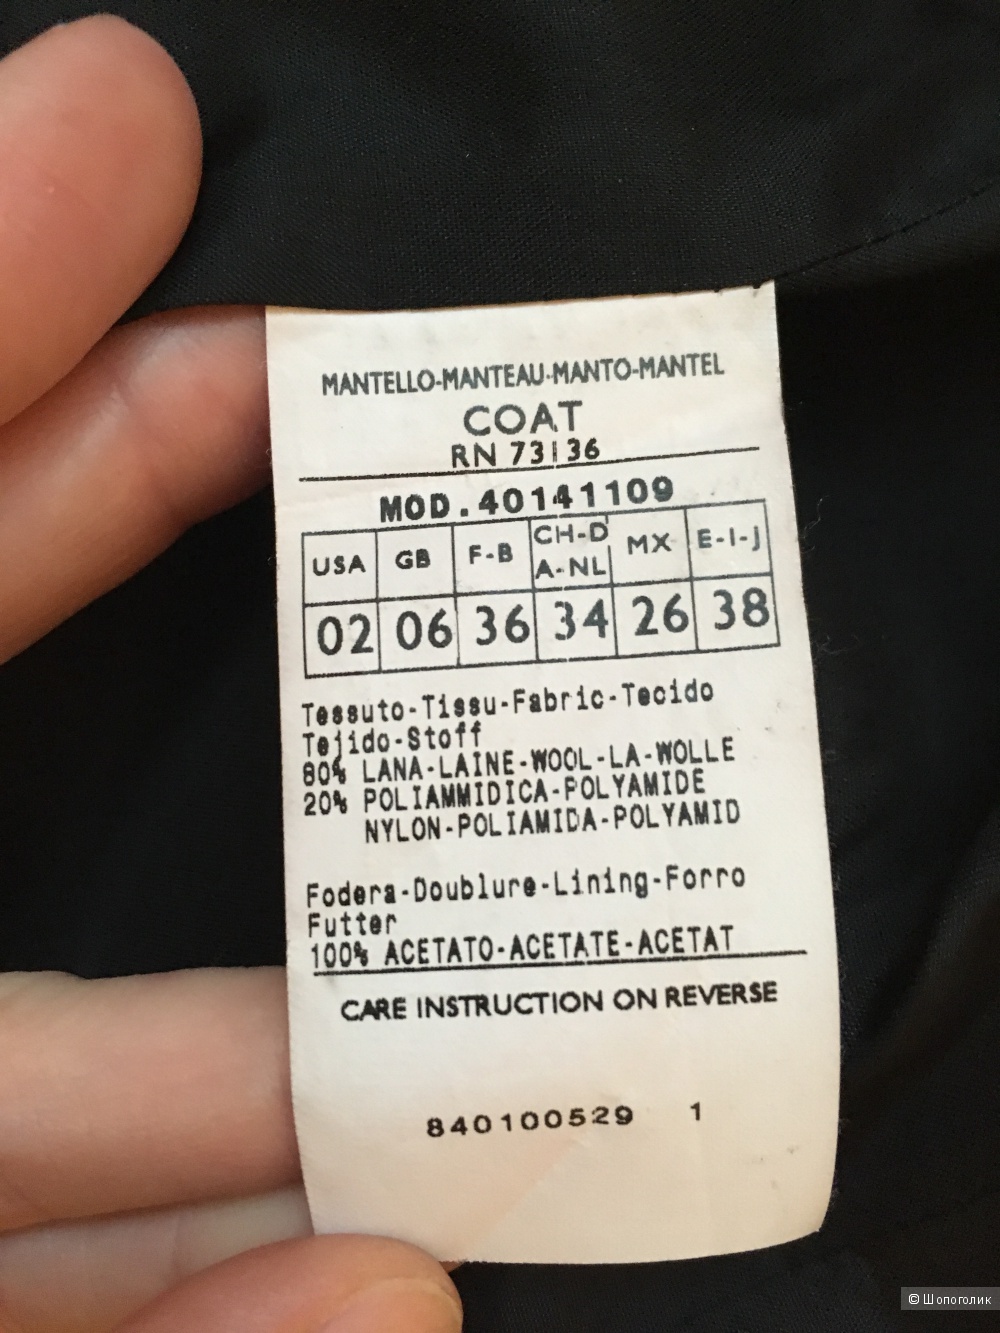 MANTELLO-MANTEAU-MANTO-MANTEL
COAT
RN 73136
MOD.40141109
USA GB F-B CH-D A-NL MX E-I-J
02 06 36 34 26 38
Tessuto-Tissu-Fabric-Tecido
Tejido-Stoff
80% LANA-LAINE-WOOL-LA-WOLLE
20% POLIAMMIDICA-POLYAMIDE
NYLON-POLIAMIDA-POLYAMID
Fodera-Doublure-Lining-Forro
Futter
100% ACETATO-ACETATE-ACETAT
CARE INSTRUCTION ON REVERSE
840100529 1
© Шопоголик